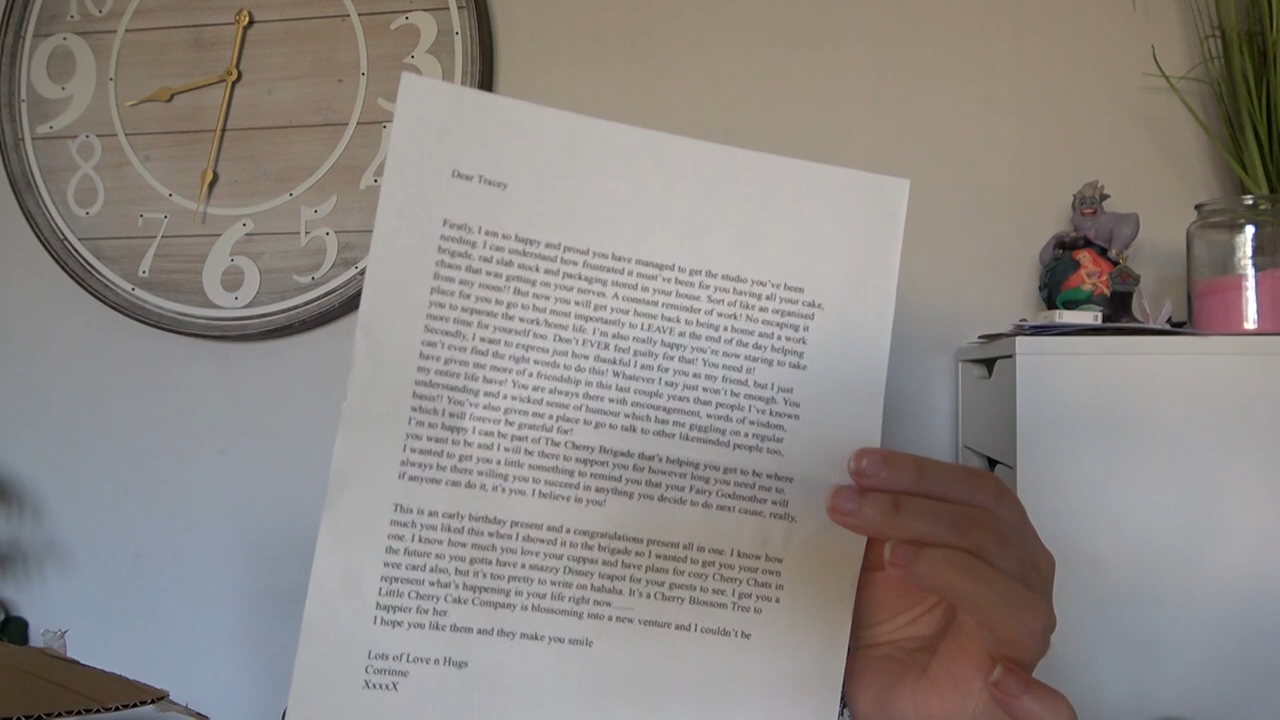 10
9
8
7
6
5
4
3
Dear Tracey
Firstly, I am so happy and proud you have managed to get the studio you've been
needing. I can understand how frustrated it must've been for you having all your cake,
brigade, rad slab stock and packaging stored in your house. Sort of like an organised
chaos that was getting on your nerves. A constant reminder of work! No escaping it
from any room!! But now you will get your home back to being a home and a work
place for you to go to but most importantly to LEAVE at the end of the day helping
you to separate the work/home life. I'm also really happy you're now staring to take
more time for yourself too. Don't EVER feel guilty for that! You need it!
Secondly, I want to express just how thankful I am for you as my friend, but I just
can't ever find the right words to do this! Whatever I say just won't be enough. You
have given me more of a friendship in this last couple years than people I've known
my entire life have! You are always there with encouragement, words of wisdom,
understanding and a wicked sense of humour which has me giggling on a regular
basis!! You've also given me a place to go to talk to other likeminded people too,
which I will forever be grateful for!
I'm so happy I can be part of The Cherry Brigade that's helping you get to be where
you want to be and I will be there to support you for however long you need me to.
I wanted to get you a little something to remind you that your Fairy Godmother will
always be there willing you to succeed in anything you decide to do next cause, really,
if anyone can do it, it's you. I believe in you!
This is an early birthday present and a congratulations present all in one. I know how
much you liked this when I showed it to the brigade so I wanted to get you your own
one. I know how much you love your cuppas and have plans for cozy Cherry Chats in
the future so you gotta have a snazzy Disney teapot for your guests to see. I got you a
wee card also, but it's too pretty to write on hahaha. It's a Cherry Blossom Tree to
represent what's happening in your life right now......
Little Cherry Cake Company is blossoming into a new venture and I couldn't be
happier for her.
I hope you like them and they make you smile
Lots of Love n Hugs
Corrinne
XxxxX